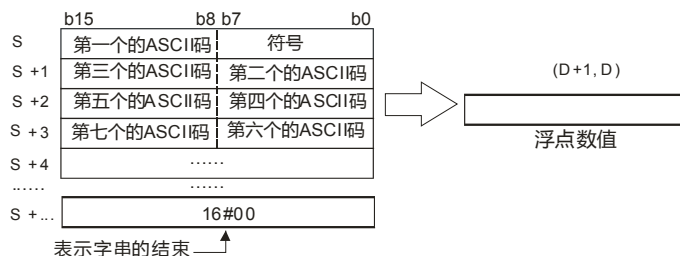 b15 b8 b7 b0
S 第一个的ASCII码 符号
S +1 第三个的ASCII码 第二个的ASCII码
(D+1, D)
S +2 第五个的ASCII码 第四个的ASCII码
S +3 第七个的ASCII码 第六个的ASCII码
浮点数值
S +4 ……
…… ……
S +... 16#00
表示字串的结束